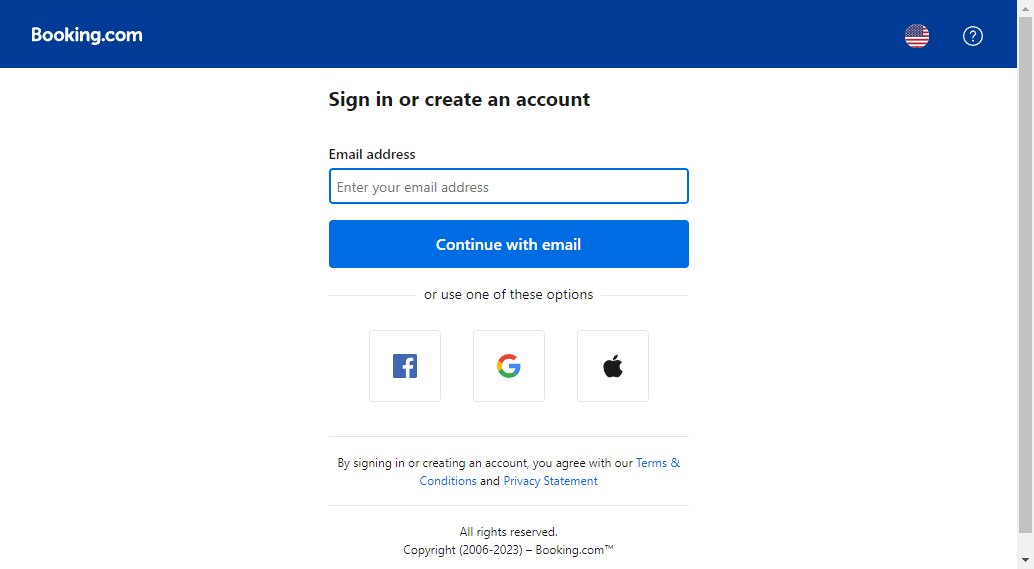 Booking.com
Sign in or create an account
Email address
Enter your email address
Continue with email
or use one of these options
By signing in or creating an account, you agree with our Terms &
Conditions and Privacy Statement
All rights reserved.
Copyright (2006-2023) – Booking.com™